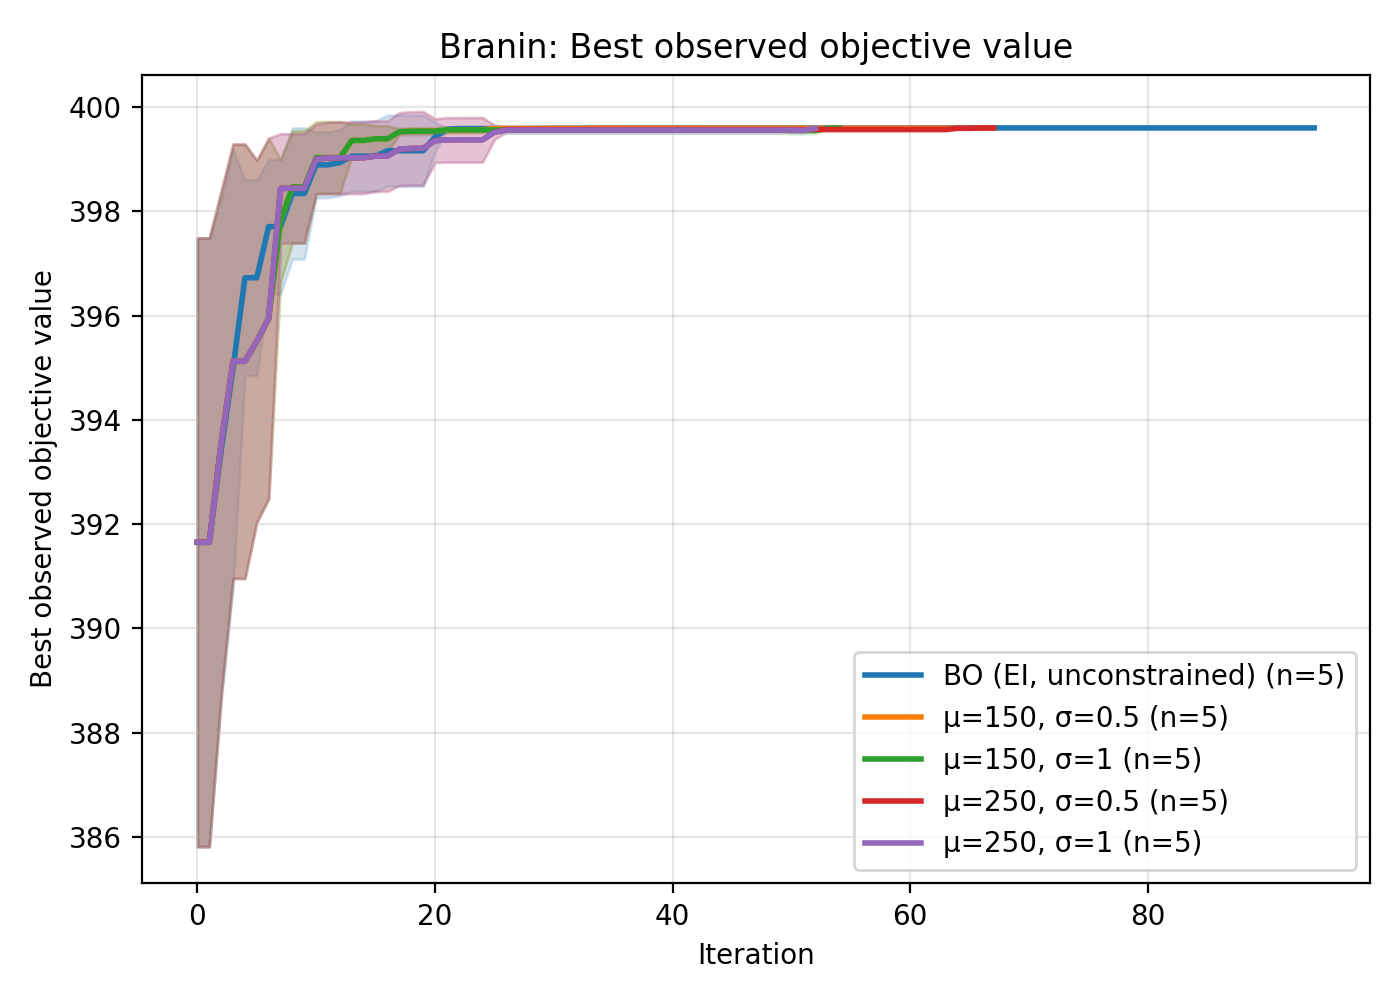 Branin: Best observed objective value
Best observed objective value
400
398
396
394
392
390
388
386
0 20 40 60 80
Iteration
BO (EI, unconstrained) (n=5)
μ=150, σ=0.5 (n=5)
μ=150, σ=1 (n=5)
μ=250, σ=0.5 (n=5)
μ=250, σ=1 (n=5)